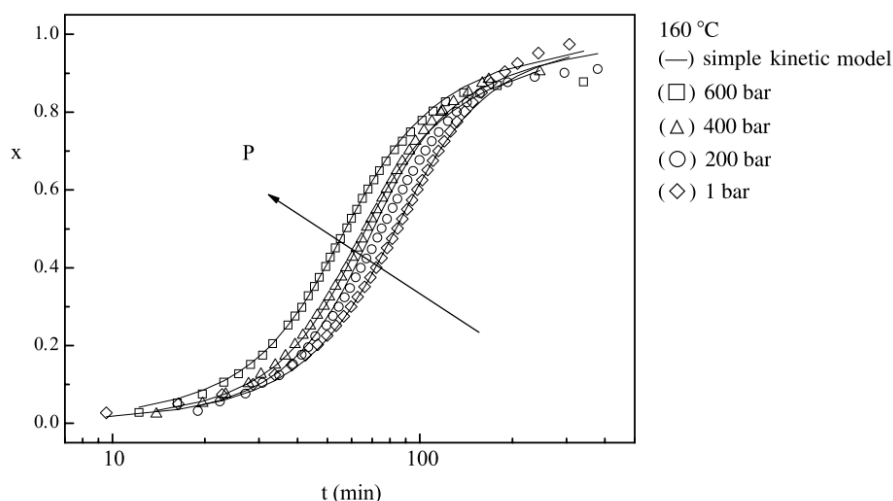 1.0
0.8
0.6
0.4
0.2
0.0
x
P
10
100
t (min)
160 °C
(—) simple kinetic model
(□) 600 bar
(△) 400 bar
(○) 200 bar
(◇) 1 bar